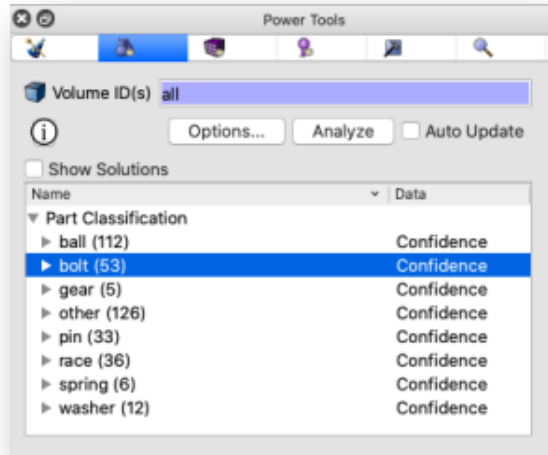 Power Tools
Volume ID(s) all
Options... Analyze Auto Update
Show Solutions
Name Data
Part Classification
ball (112) Confidence
bolt (53) Confidence
gear (5) Confidence
other (126) Confidence
pin (33) Confidence
race (36) Confidence
spring (6) Confidence
washer (12) Confidence